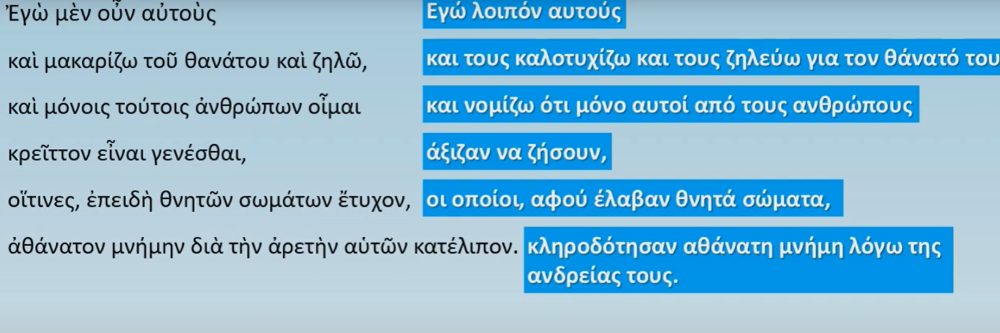 Ἐγὼ μὲν οὖν αὐτοὺς
Εγώ λοιπόν αυτούς
καὶ μακαρίζω τοῦ θανάτου καὶ ζηλῶ,
και τους καλοτυχίζω και τους ζηλεύω για τον θάνατό του
καὶ μόνοις τούτοις ἀνθρώπων οἶμαι
και νομίζω ότι μόνο αυτοί από τους ανθρώπους
κρεῖττον εἶναι γενέσθαι,
άξιζαν να ζήσουν,
οἵτινες, ἐπειδὴ θνητῶν σωμάτων ἔτυχον,
οι οποίοι, αφού έλαβαν θνητά σώματα,
ἀθάνατον μνήμην διὰ τὴν ἀρετὴν αὑτῶν κατέλιπον.
κληροδότησαν αθάνατη μνήμη λόγω της
ανδρείας τους.